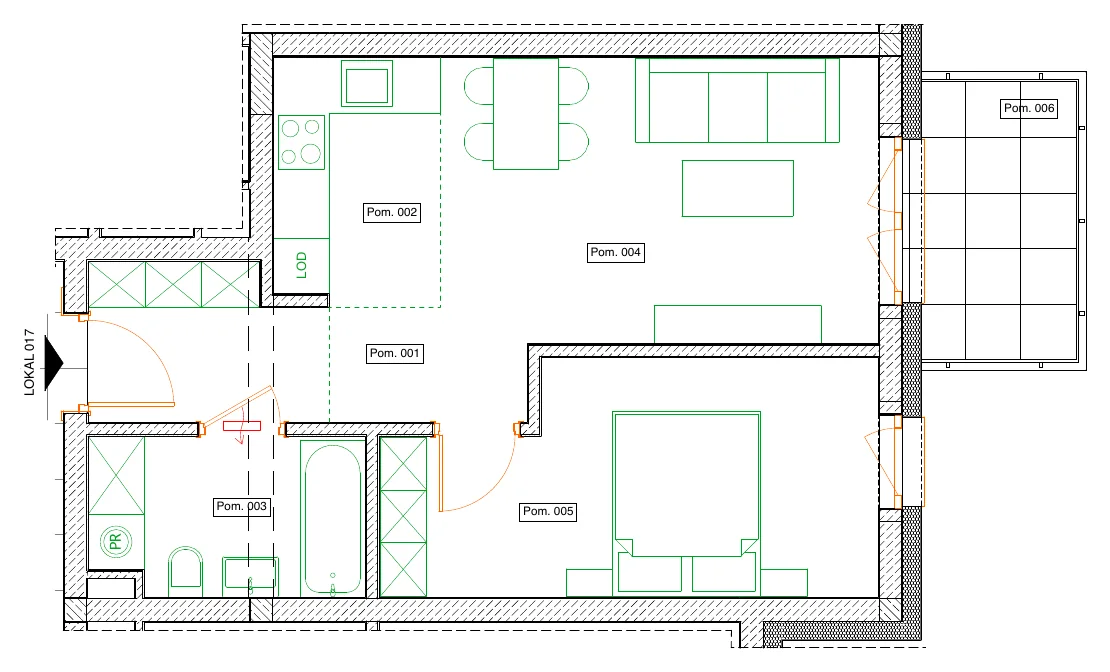 Pom. 006
Pom. 002
Pom. 004
LOD
LOKAL 017
Pom. 001
Pom. 003
Pom. 005
PR